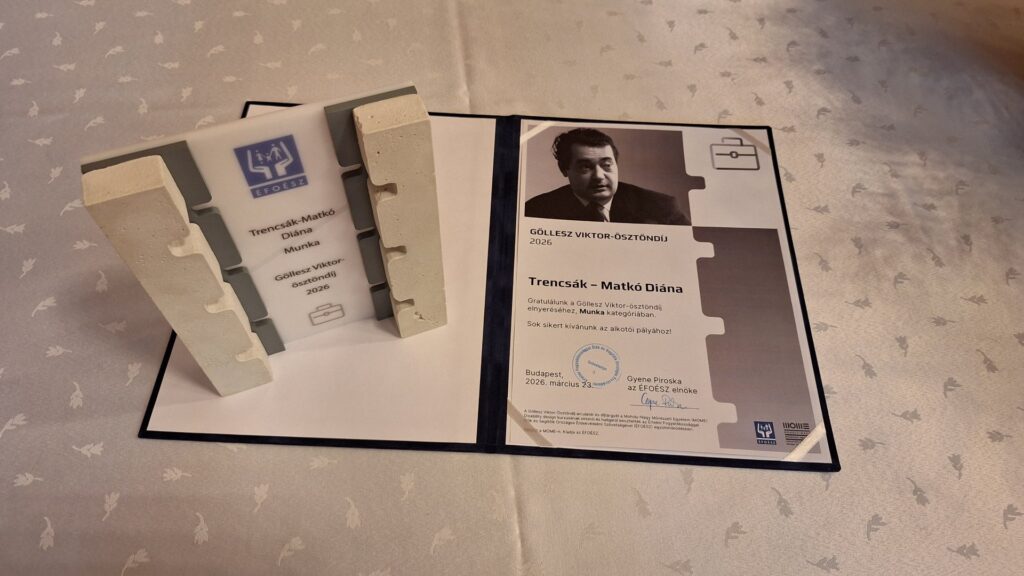 ÉFOÉSZ
Trencsák-Matkó
Diána
Munka
Göllesz Viktor-
ösztöndíj
2026
GÖLLESZ VIKTOR-ÖSZTÖNDÍJ
2026
Trencsák – Matkó Diána
Gratulálunk a Göllesz Viktor-ösztöndíj
elnyeréséhez, Munka kategóriában.
Sok sikert kívánunk az alkotói pályához!
Budapest,
2026. március 23.
Gyene Piroska
az ÉFOÉSZ elnöke
ÉFOÉSZ